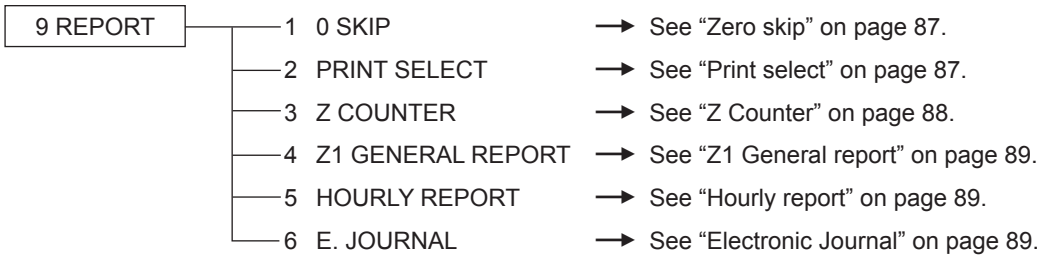 9 REPORT 1 0 SKIP See “Zero skip” on page 87.
2 PRINT SELECT See “Print select” on page 87.
3 Z COUNTER See “Z Counter” on page 88.
4 Z1 GENERAL REPORT See “Z1 General report” on page 89.
5 HOURLY REPORT See “Hourly report” on page 89.
6 E. JOURNAL See “Electronic Journal” on page 89.